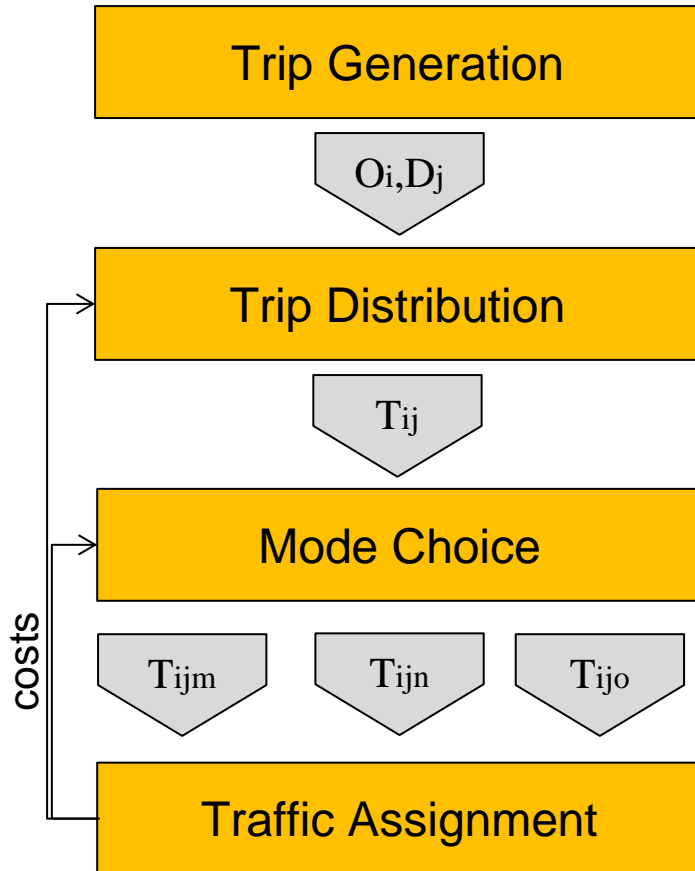 Trip Generation
Oi,Dj
Trip Distribution
Tij
Mode Choice
costs
Tijm
Tijn
Tijo
Traffic Assignment